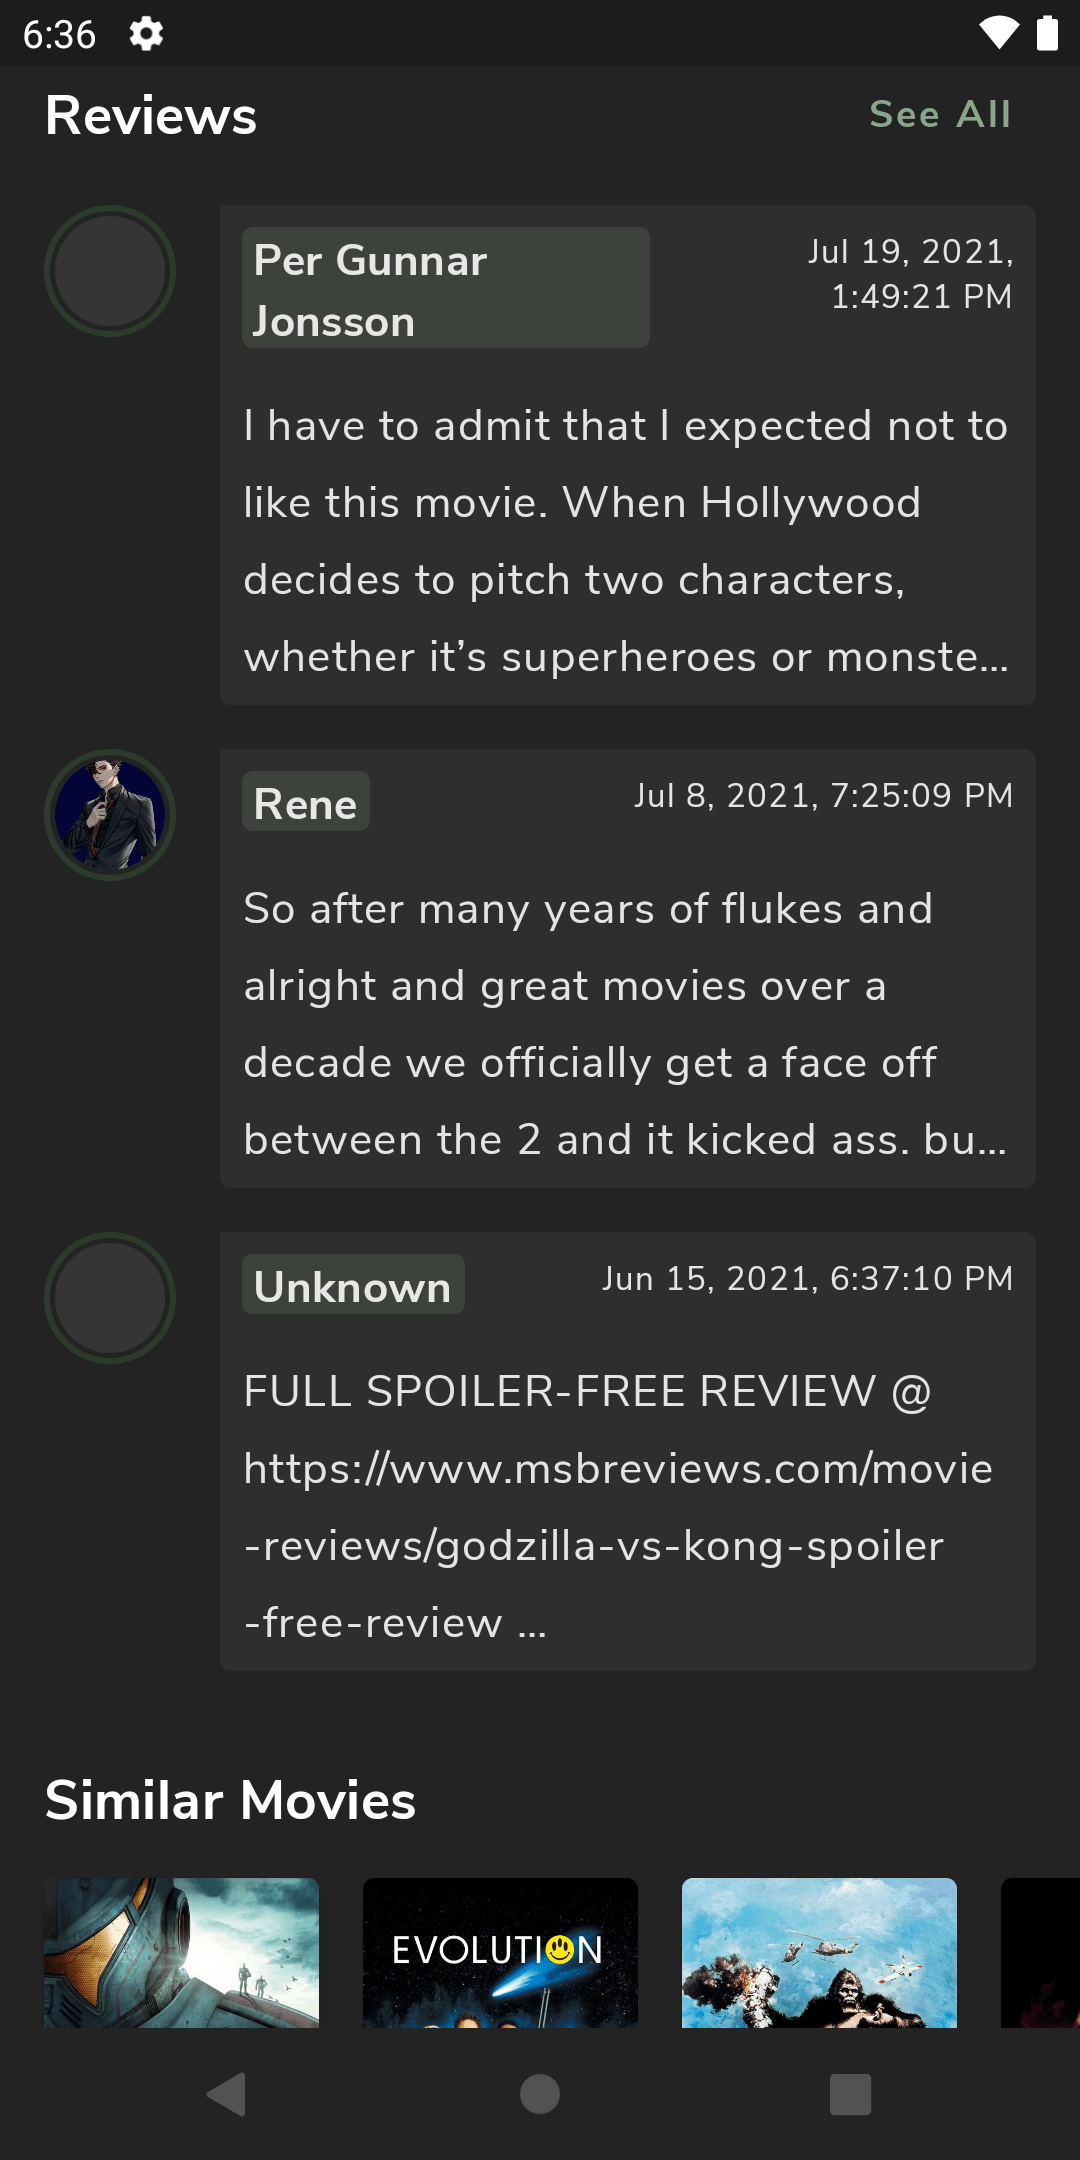 6:36
Reviews
See All
Per Gunnar
Jonsson
Jul 19, 2021,
1:49:21 PM
I have to admit that I expected not to
like this movie. When Hollywood
decides to pitch two characters,
whether it’s superheroes or monste...
Rene
Jul 8, 2021, 7:25:09 PM
So after many years of flukes and
alright and great movies over a
decade we officially get a face off
between the 2 and it kicked ass. bu...
Unknown
Jun 15, 2021, 6:37:10 PM
FULL SPOILER-FREE REVIEW @
https://www.msbreviews.com/movie
-reviews/godzilla-vs-kong-spoiler
-free-review ...
Similar Movies
EVOLUTION